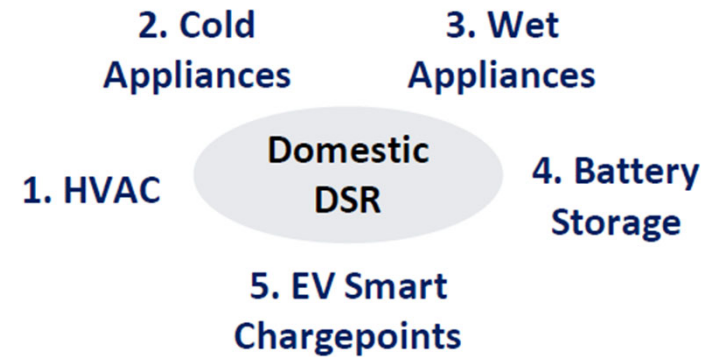 2. Cold
Appliances
3. Wet
Appliances
Domestic
DSR
1. HVAC
4. Battery
Storage
5. EV Smart
Chargepoints